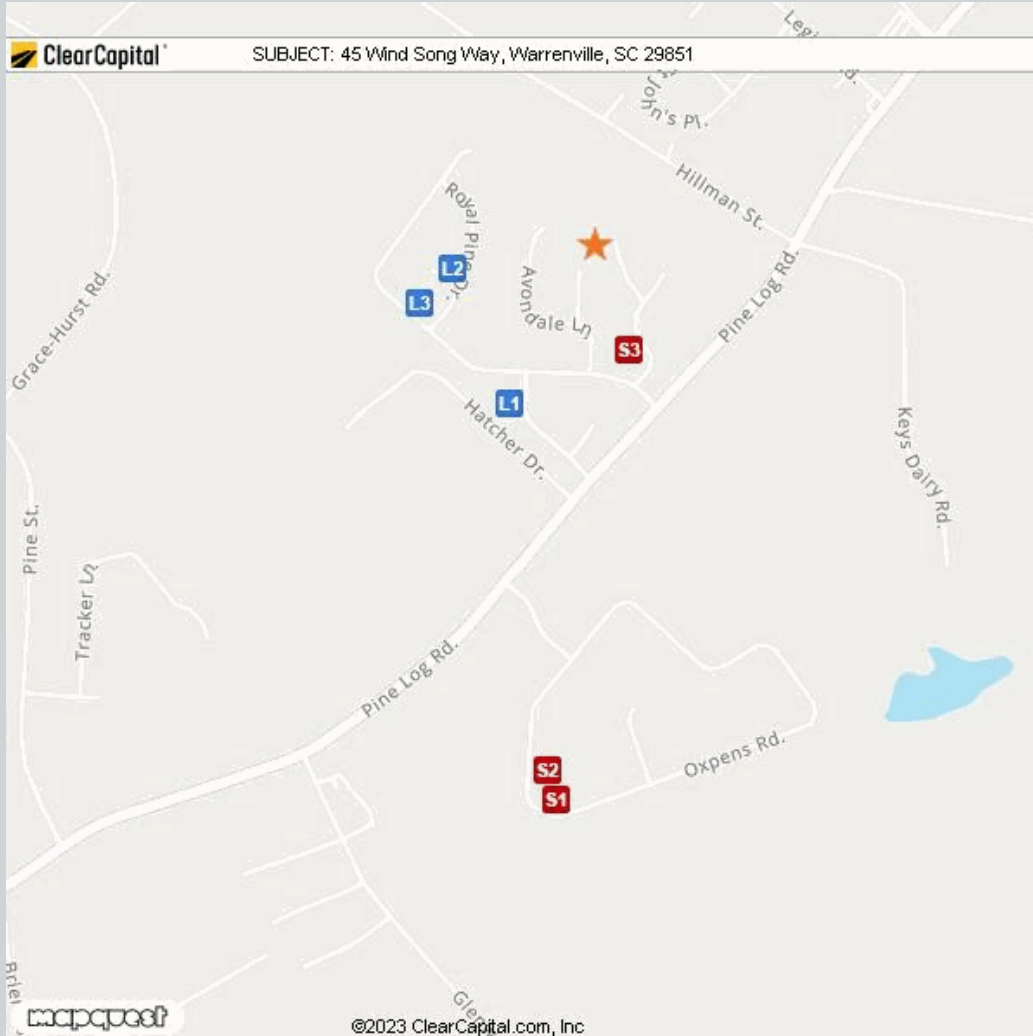 ClearCapital
SUBJECT: 45 Wind Song Way, Warrenville, SC 29851
John's Pl.
Hillman St.
Royal Pine Dr.
L2
L3
Avondale Ln
Pine Log Rd.
S3
Grace-Hurst Rd.
L1
Hatcher Dr.
Keys Dairy Rd.
Pine St.
Tracker Ln
Pine Log Rd.
Oxpens Rd.
S2
S1
mapquest
©2023 ClearCapital.com, Inc